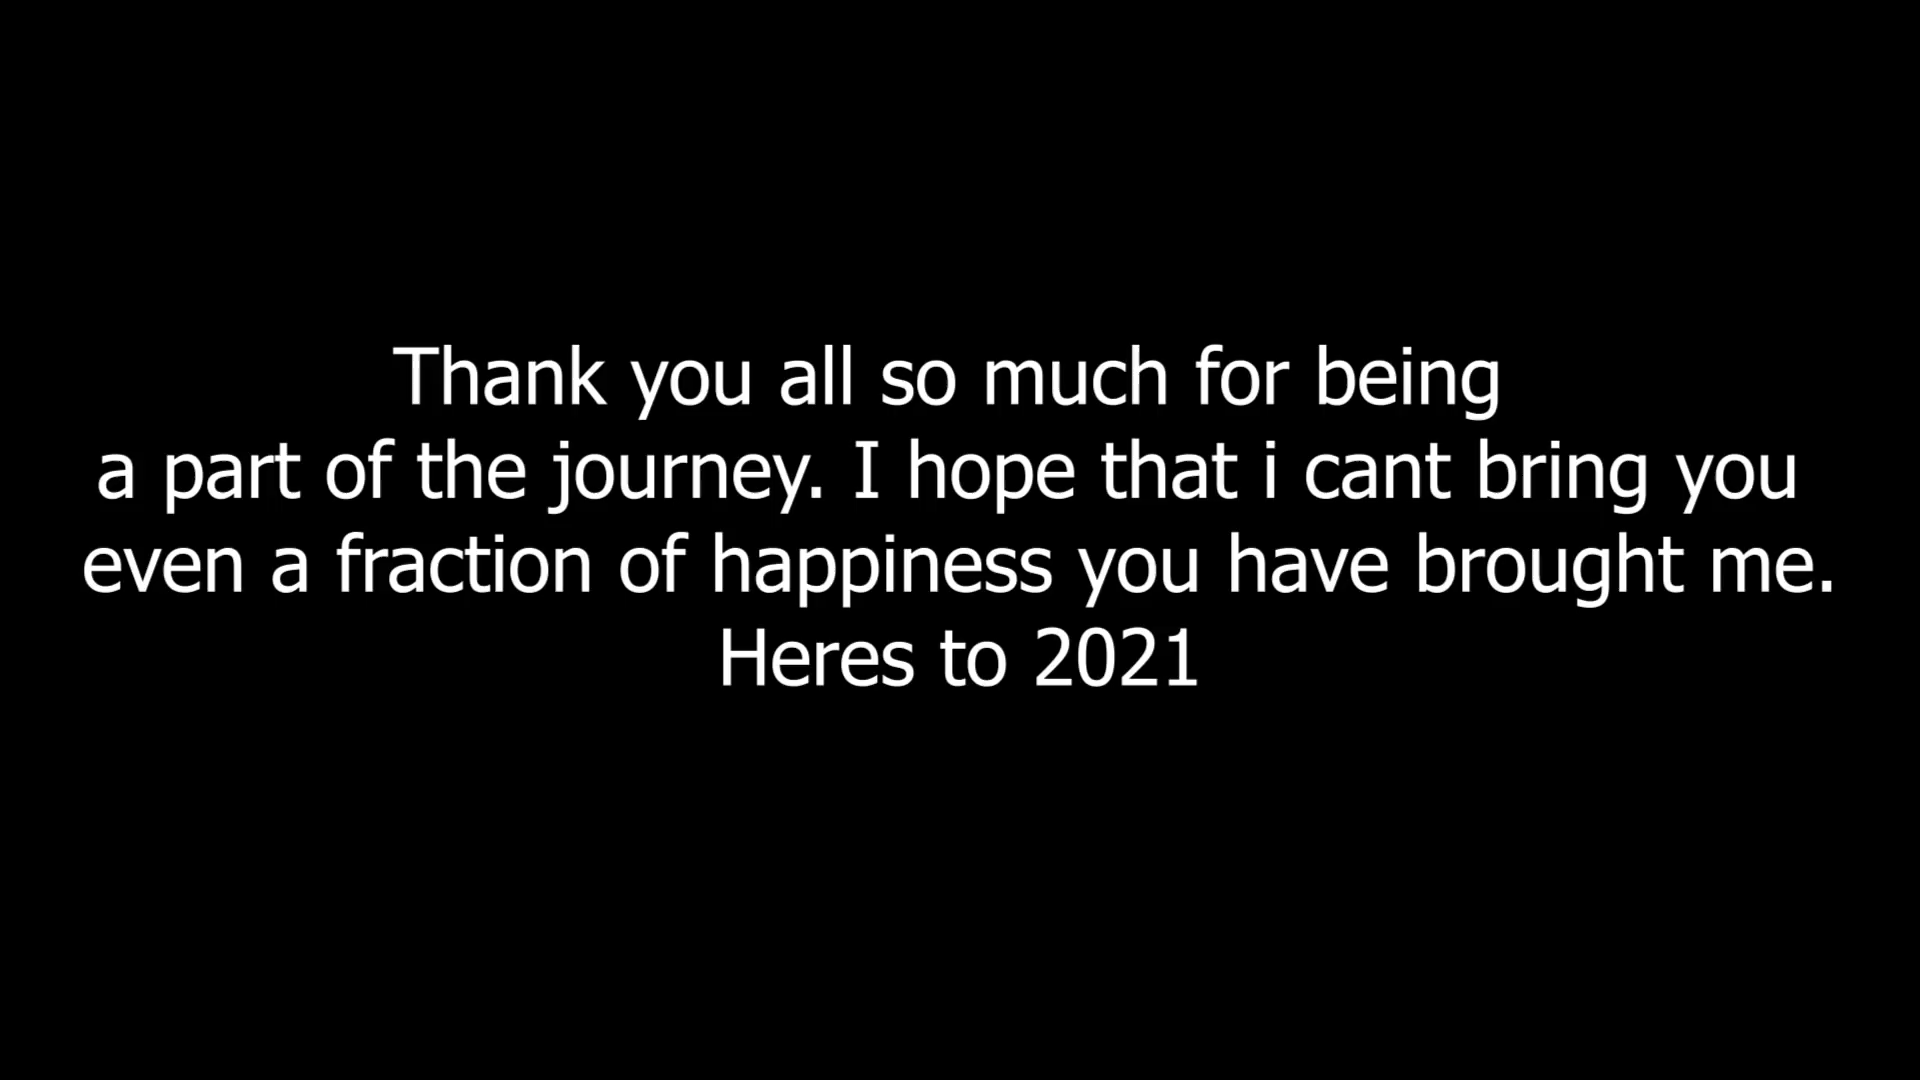 Thank you all so much for being
a part of the journey. I hope that i cant bring you
even a fraction of happiness you have brought me.
Heres to 2021